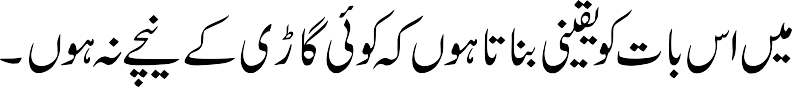 میں اس بات کو یقینی بناتا ہوں کہ کوئی گاڑی کے نیچے نہ ہوں۔